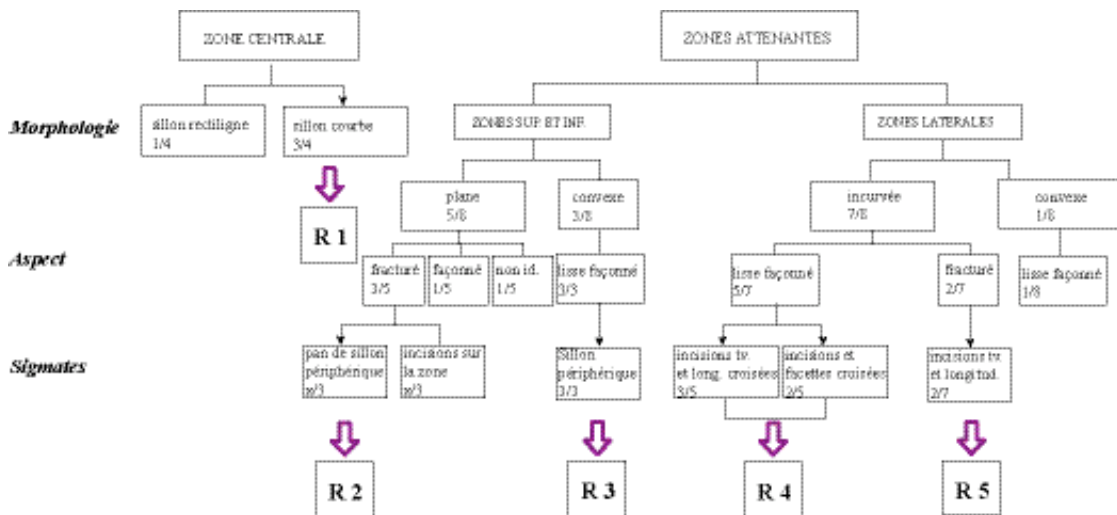 ZONE CENTRALE
ZONES ATTENANTES
Morphologie
sillon rectiligne
1/4
sillon courbe
3/4
ZONES SUP ET INF.
ZONES LATERALES
R 1
plane
5/8
convexe
3/8
incurvée
7/8
convexe
1/8
Aspect
fracturé
3/5
façonné
1/5
non id.
1/5
lisse façonné
3/3
lisse façonné
5/7
fracturé
2/7
lisse façonné
1/8
Sigmates
pan de sillon
périphérique
x/3
incisions sur
la zone
x/3
Sillon
périphérique
3/3
incisions tv.
et long. croisées
3/5
incisions et
facettes croisées
2/5
incisions tv.
et longitud.
2/7
R 2
R 3
R 4
R 5